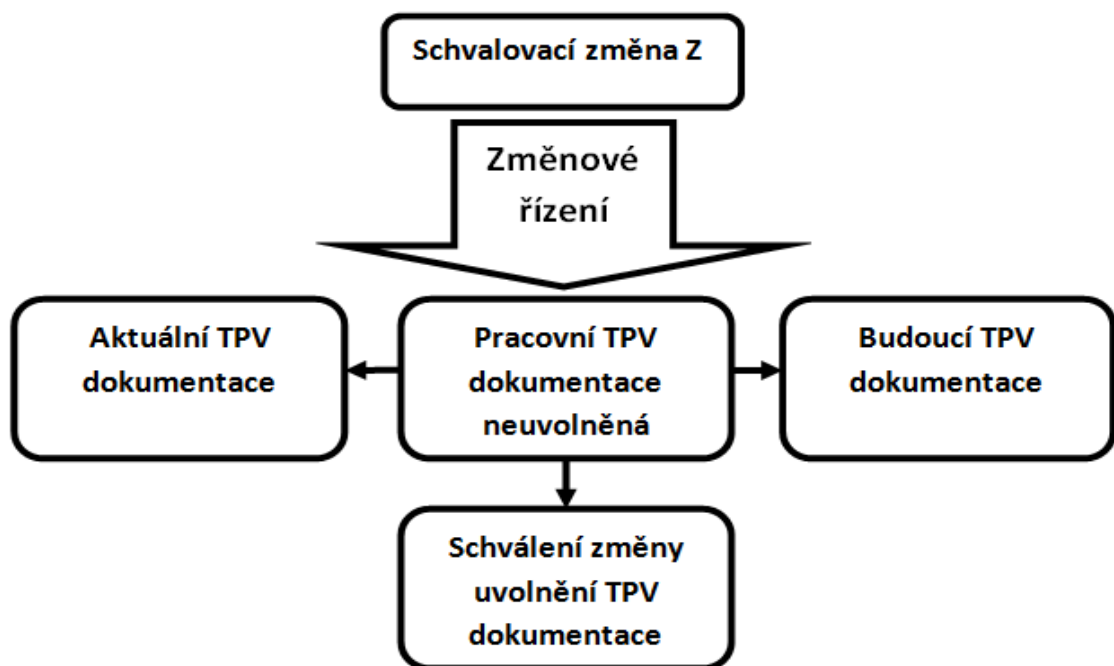 Schvalovací změna Z
Změnové
řízení
Aktuální TPV
dokumentace
Pracovní TPV
dokumentace
neuvolněná
Budoucí TPV
dokumentace
Schválení změny
uvolnění TPV
dokumentace